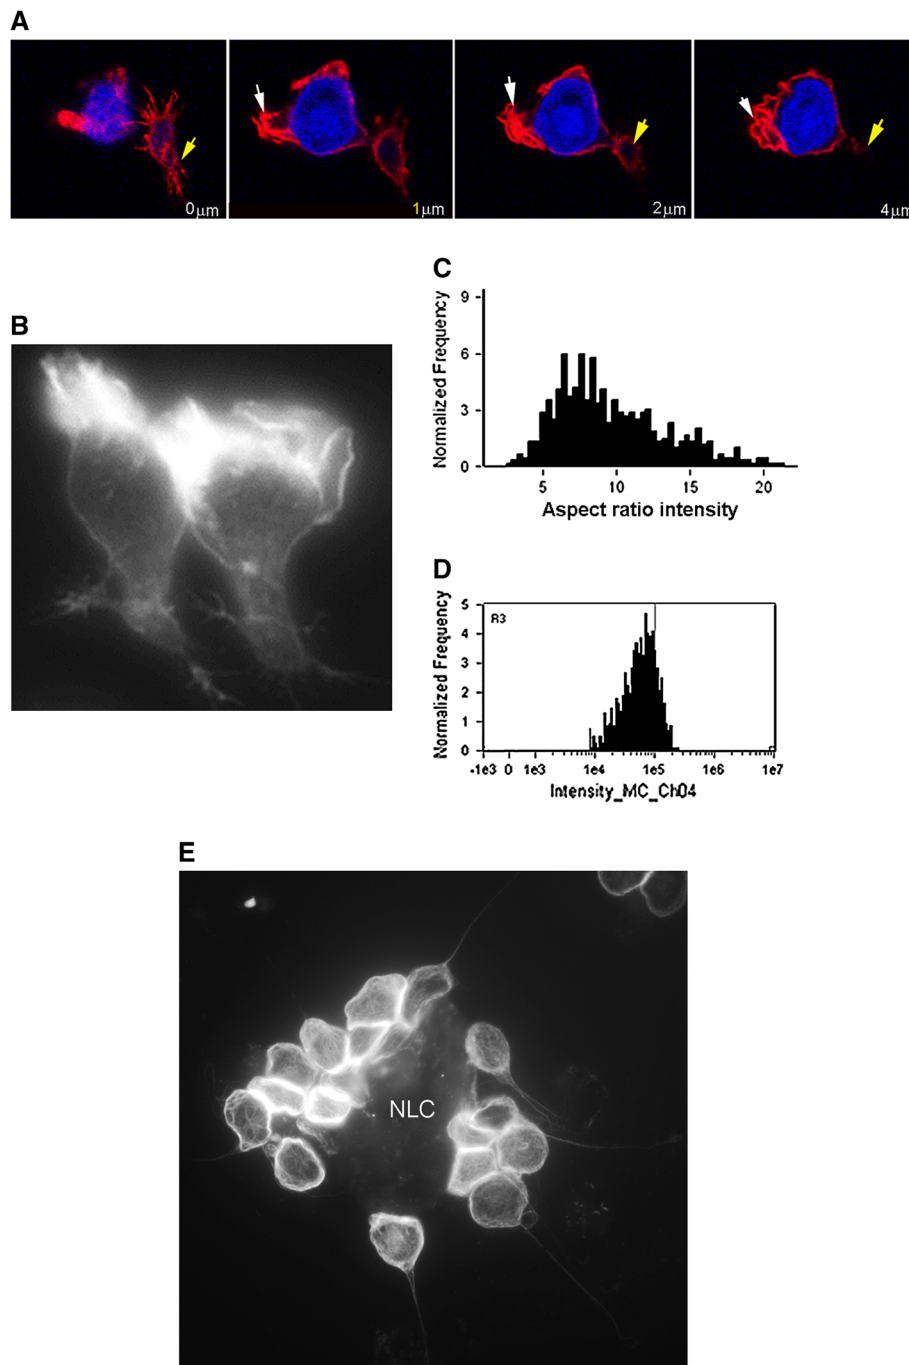 A
0μm
1μm
2μm
4μm
B
C
Normalized Frequency
9
6
3
0
5 10 15 20
Aspect ratio intensity
D
Normalized Frequency
5
4
3
2
1
0
R3
-1e3 0 1e3 1e4 1e5 1e6 1e7
Intensity_MC_Ch04
E
NLC